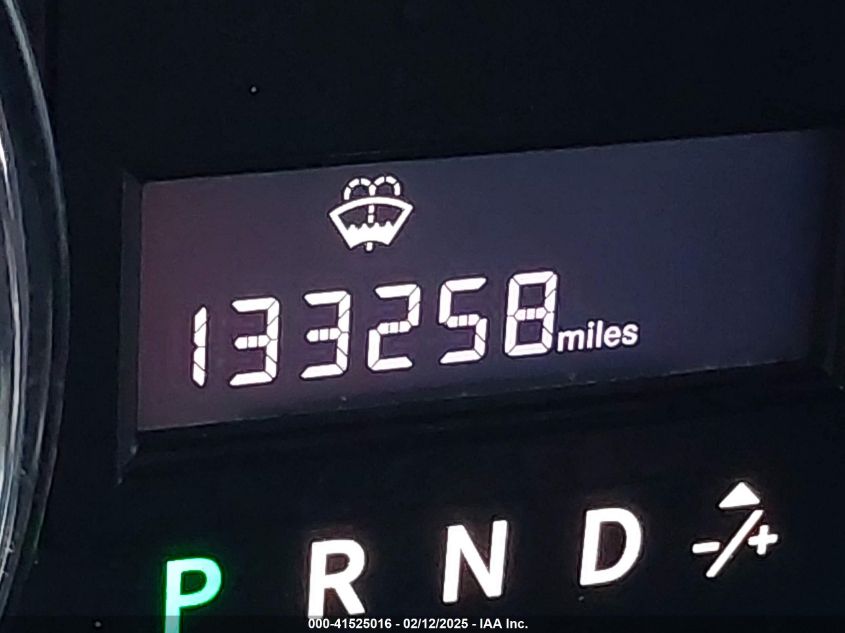 133258 miles
P R N D -/+
000-41525016 - 02/12/2025 - IAA Inc.